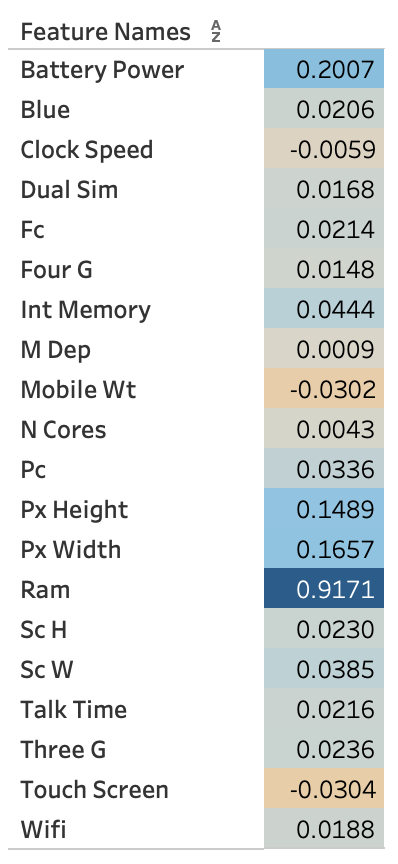 Feature Names A Z
Battery Power 0.2007
Blue 0.0206
Clock Speed -0.0059
Dual Sim 0.0168
Fc 0.0214
Four G 0.0148
Int Memory 0.0444
M Dep 0.0009
Mobile Wt -0.0302
N Cores 0.0043
Pc 0.0336
Px Height 0.1489
Px Width 0.1657
Ram 0.9171
Sc H 0.0230
Sc W 0.0385
Talk Time 0.0216
Three G 0.0236
Touch Screen -0.0304
Wifi 0.0188